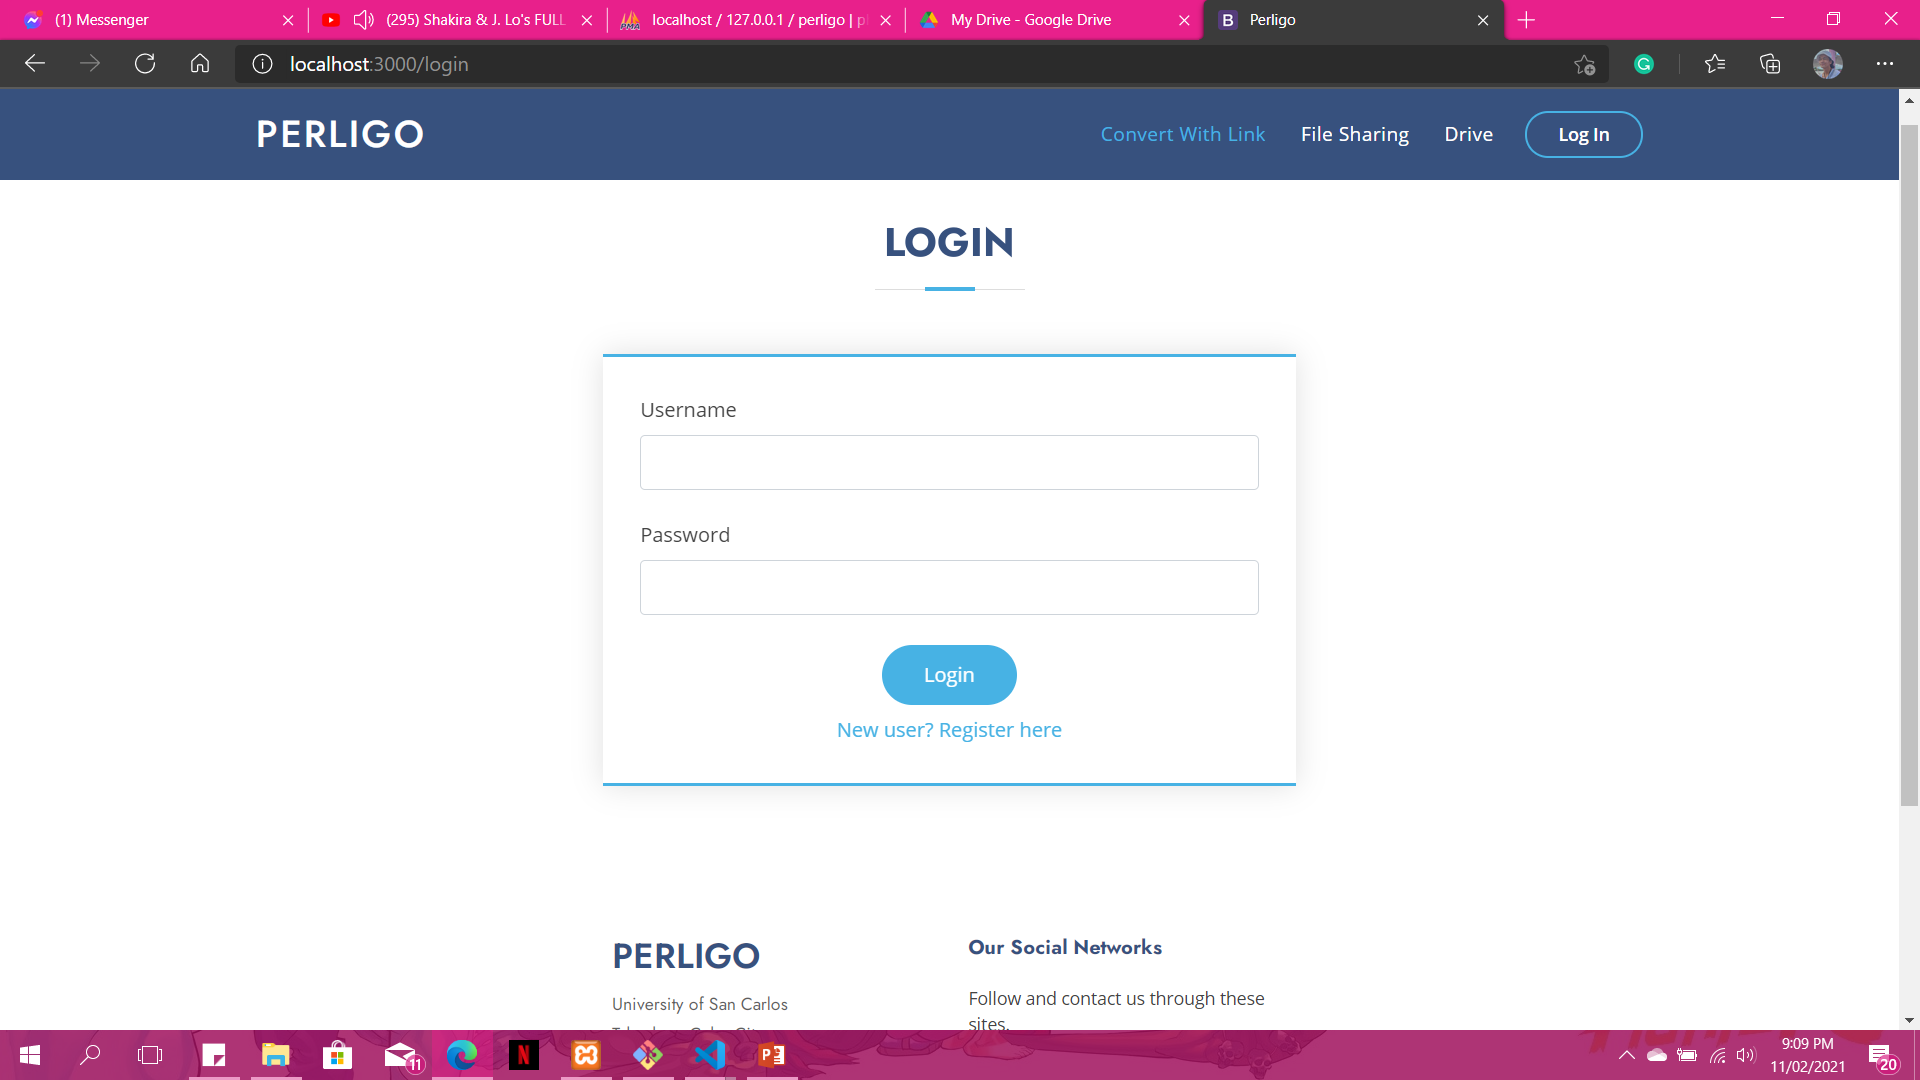 (1) Messenger
(295) Shakira & J. Lo's FULL
localhost / 127.0.0.1 / perligo |
My Drive - Google Drive
Perligo
localhost:3000/login
PERLIGO
Convert With Link
File Sharing
Drive
Log In
LOGIN
Username
Password
Login
New user? Register here
PERLIGO
University of San Carlos
Our Social Networks
Follow and contact us through these
sites.
11
9:09 PM
11/02/2021
20